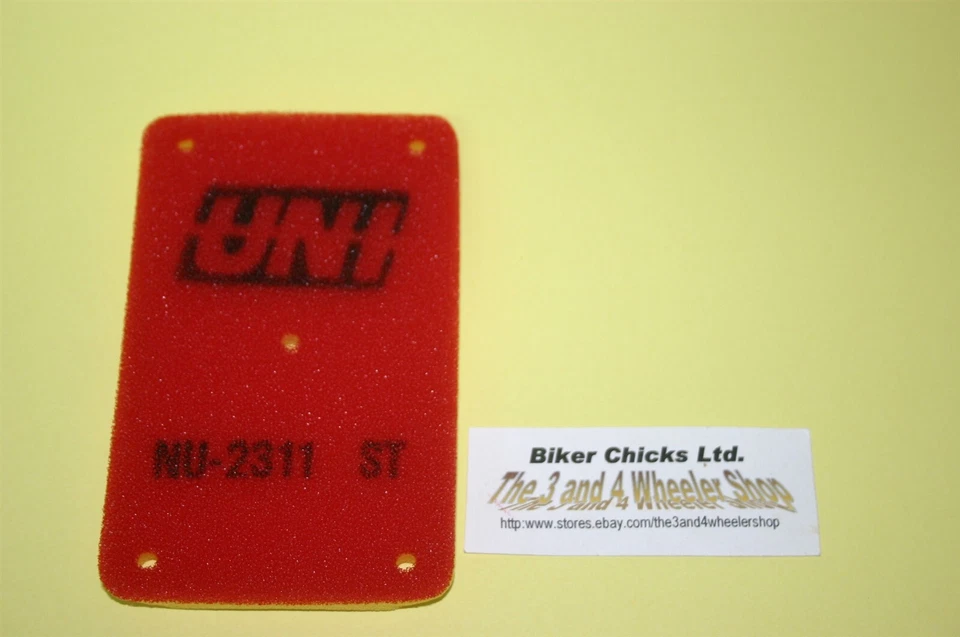 UNI
NU-2311 ST
Biker Chicks Ltd.
The 3 and 4 Wheeler Shop
http:www.stores.ebay.com/the3and4wheelershop